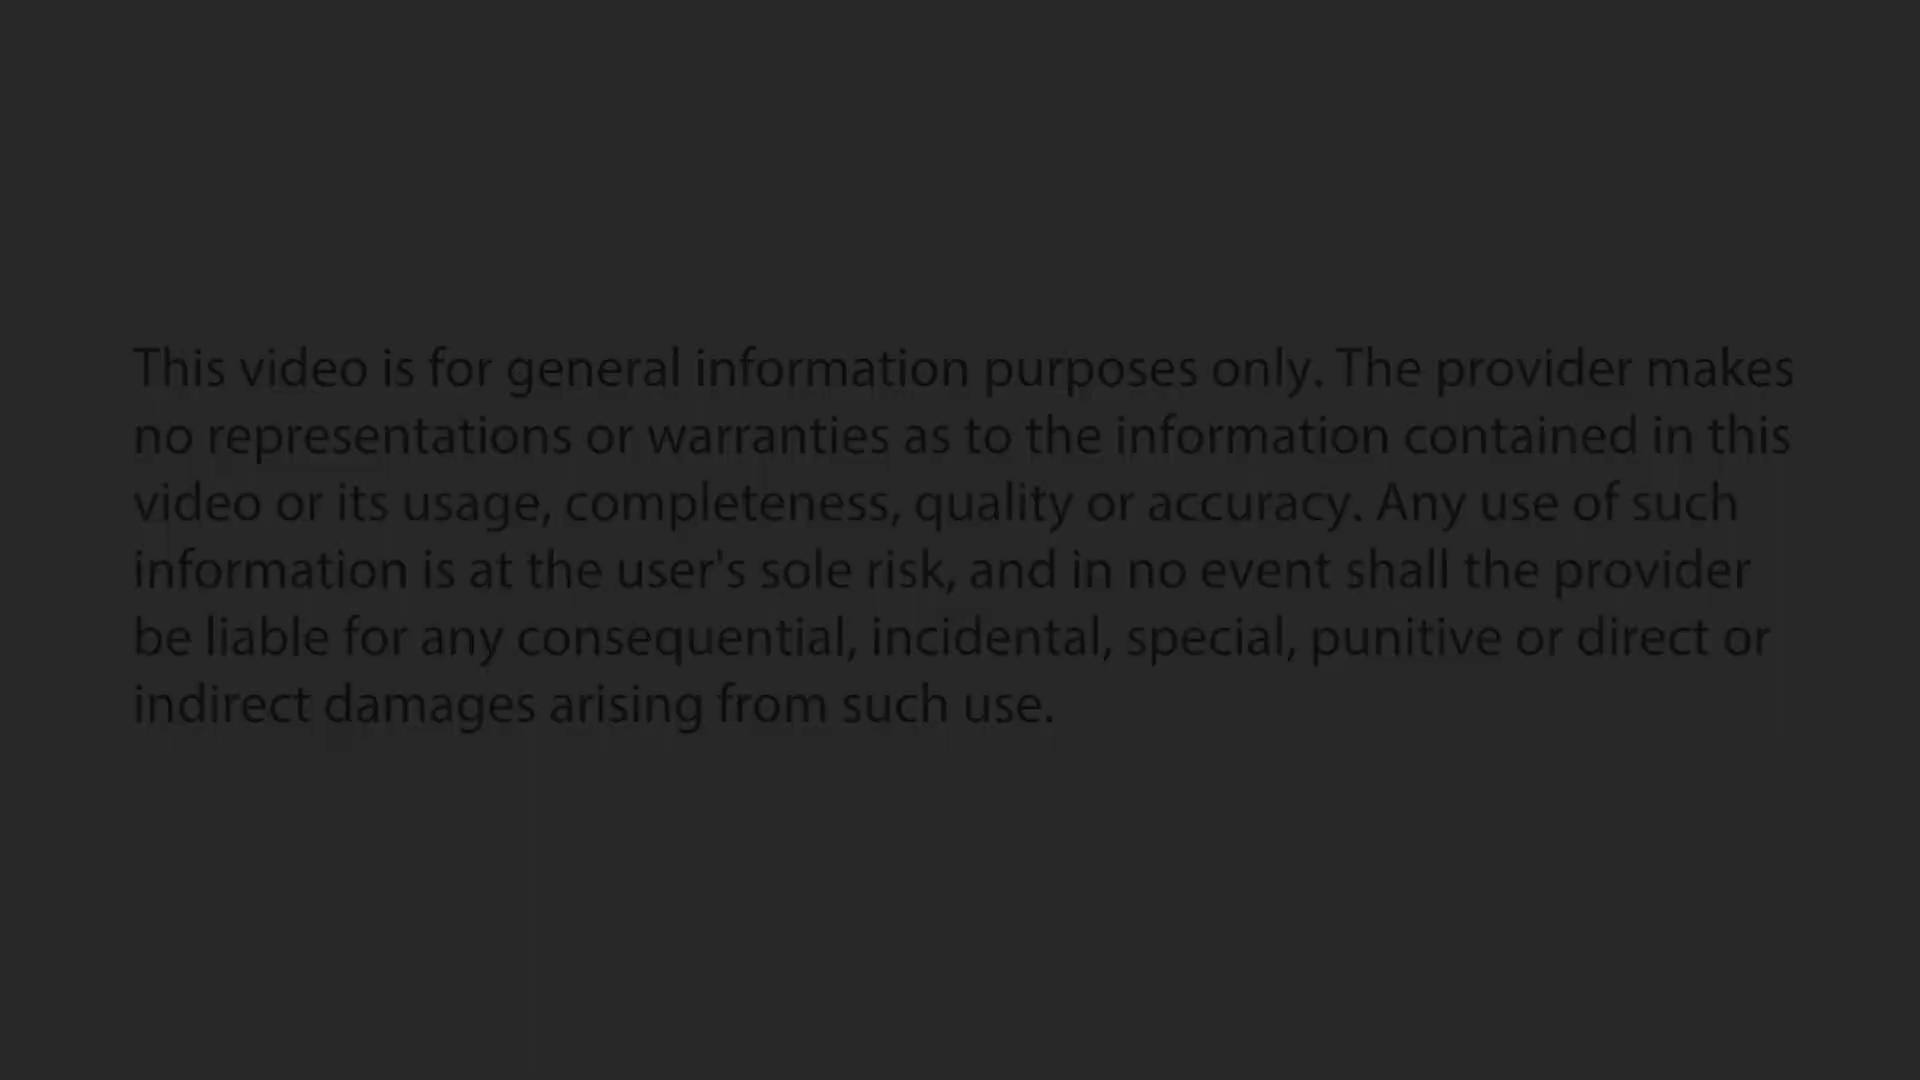 This video is for general information purposes only. The provider makes
no representations or warranties as to the information contained in this
video or its usage, completeness, quality or accuracy. Any use of such
information is at the user's sole risk, and in no event shall the provider
be liable for any consequential, incidental, special, punitive or direct or
indirect damages arising from such use.